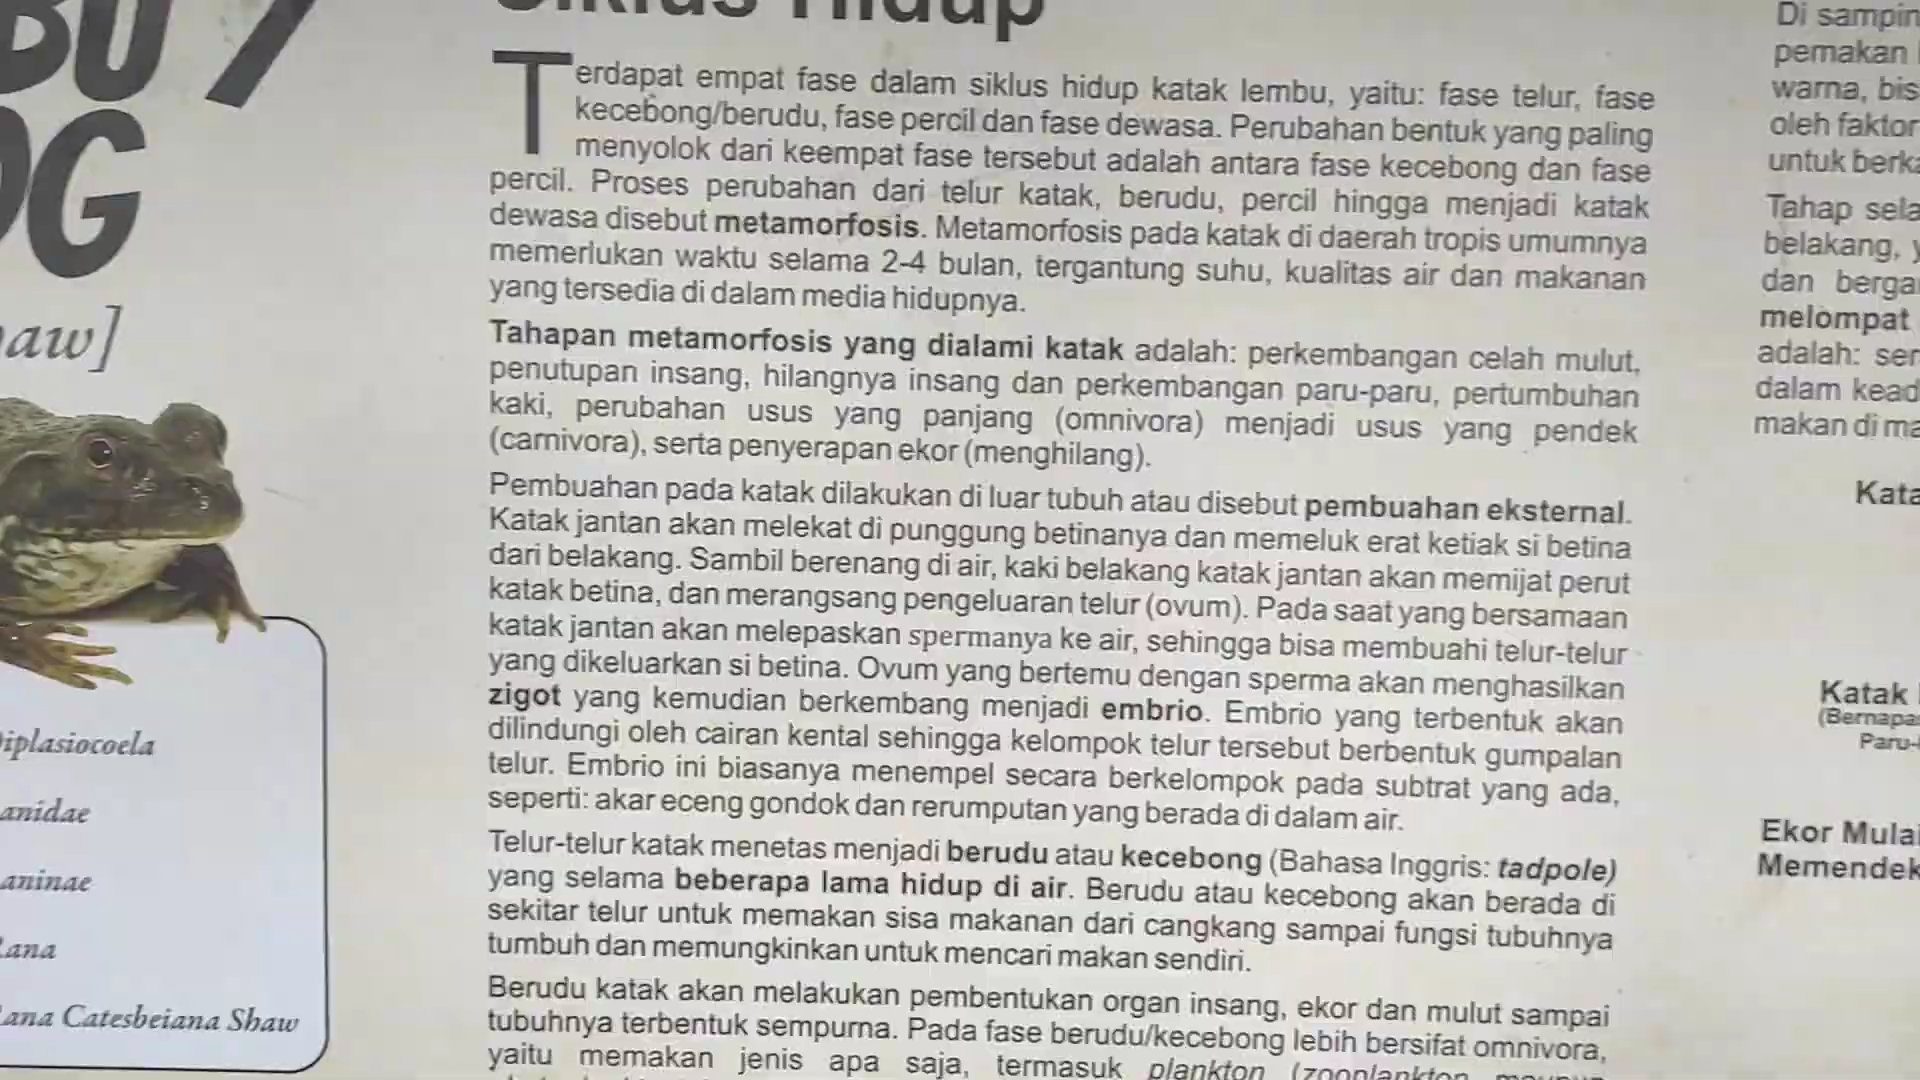 Siklus Hidup
Terdapat empat fase dalam siklus hidup katak lembu, yaitu: fase telur, fase
kecebong/berudu, fase percil dan fase dewasa. Perubahan bentuk yang paling
menyolok dari keempat fase tersebut adalah antara fase kecebong dan fase
percil. Proses perubahan dari telur katak, berudu, percil hingga menjadi katak
dewasa disebut metamorfosis. Metamorfosis pada katak di daerah tropis umumnya
memerlukan waktu selama 2-4 bulan, tergantung suhu, kualitas air dan makanan
yang tersedia di dalam media hidupnya.
Tahapan metamorfosis yang dialami katak adalah: perkembangan celah mulut,
penutupan insang, hilangnya insang dan perkembangan paru-paru, pertumbuhan
kaki, perubahan usus yang panjang (omnivora) menjadi usus yang pendek
(carnivora), serta penyerapan ekor (menghilang).
Pembuahan pada katak dilakukan di luar tubuh atau disebut pembuahan eksternal.
Katak jantan akan melekat di punggung betinanya dan memeluk erat ketiak si betina
dari belakang. Sambil berenang di air, kaki belakang katak jantan akan memijat perut
katak betina, dan merangsang pengeluaran telur (ovum). Pada saat yang bersamaan
katak jantan akan melepaskan spermanya ke air, sehingga bisa membuahi telur-telur
yang dikeluarkan si betina. Ovum yang bertemu dengan sperma akan menghasilkan
zigot yang kemudian berkembang menjadi embrio. Embrio yang terbentuk akan
dilindungi oleh cairan kental sehingga kelompok telur tersebut berbentuk gumpalan
telur. Embrio ini biasanya menempel secara berkelompok pada subtrat yang ada,
seperti: akar eceng gondok dan rerumputan yang berada di dalam air.
Telur-telur katak menetas menjadi berudu atau kecebong (Bahasa Inggris: tadpole)
yang selama beberapa lama hidup di air. Berudu atau kecebong akan berada di
sekitar telur untuk memakan sisa makanan dari cangkang sampai fungsi tubuhnya
tumbuh dan memungkinkan untuk mencari makan sendiri.
Berudu katak akan melakukan pembentukan organ insang, ekor dan mulut sampai
tubuhnya terbentuk sempurna. Pada fase berudu/kecebong lebih bersifat omnivora,
yaitu memakan jenis apa saja, termasuk plankton (zooplankton
BU /
OG
aw]
iplasiocoela
anidae
aninae
ana
ana Catesbeiana Shaw
Di sampin
pemakan
warna, bis
oleh faktor
untuk berka
Tahap sela
belakang, y
dan berga
melompat
adalah: ser
dalam kead
makan di ma
Kata
Katak
(Bernapas
Paru-
Ekor Mulai
Memendek